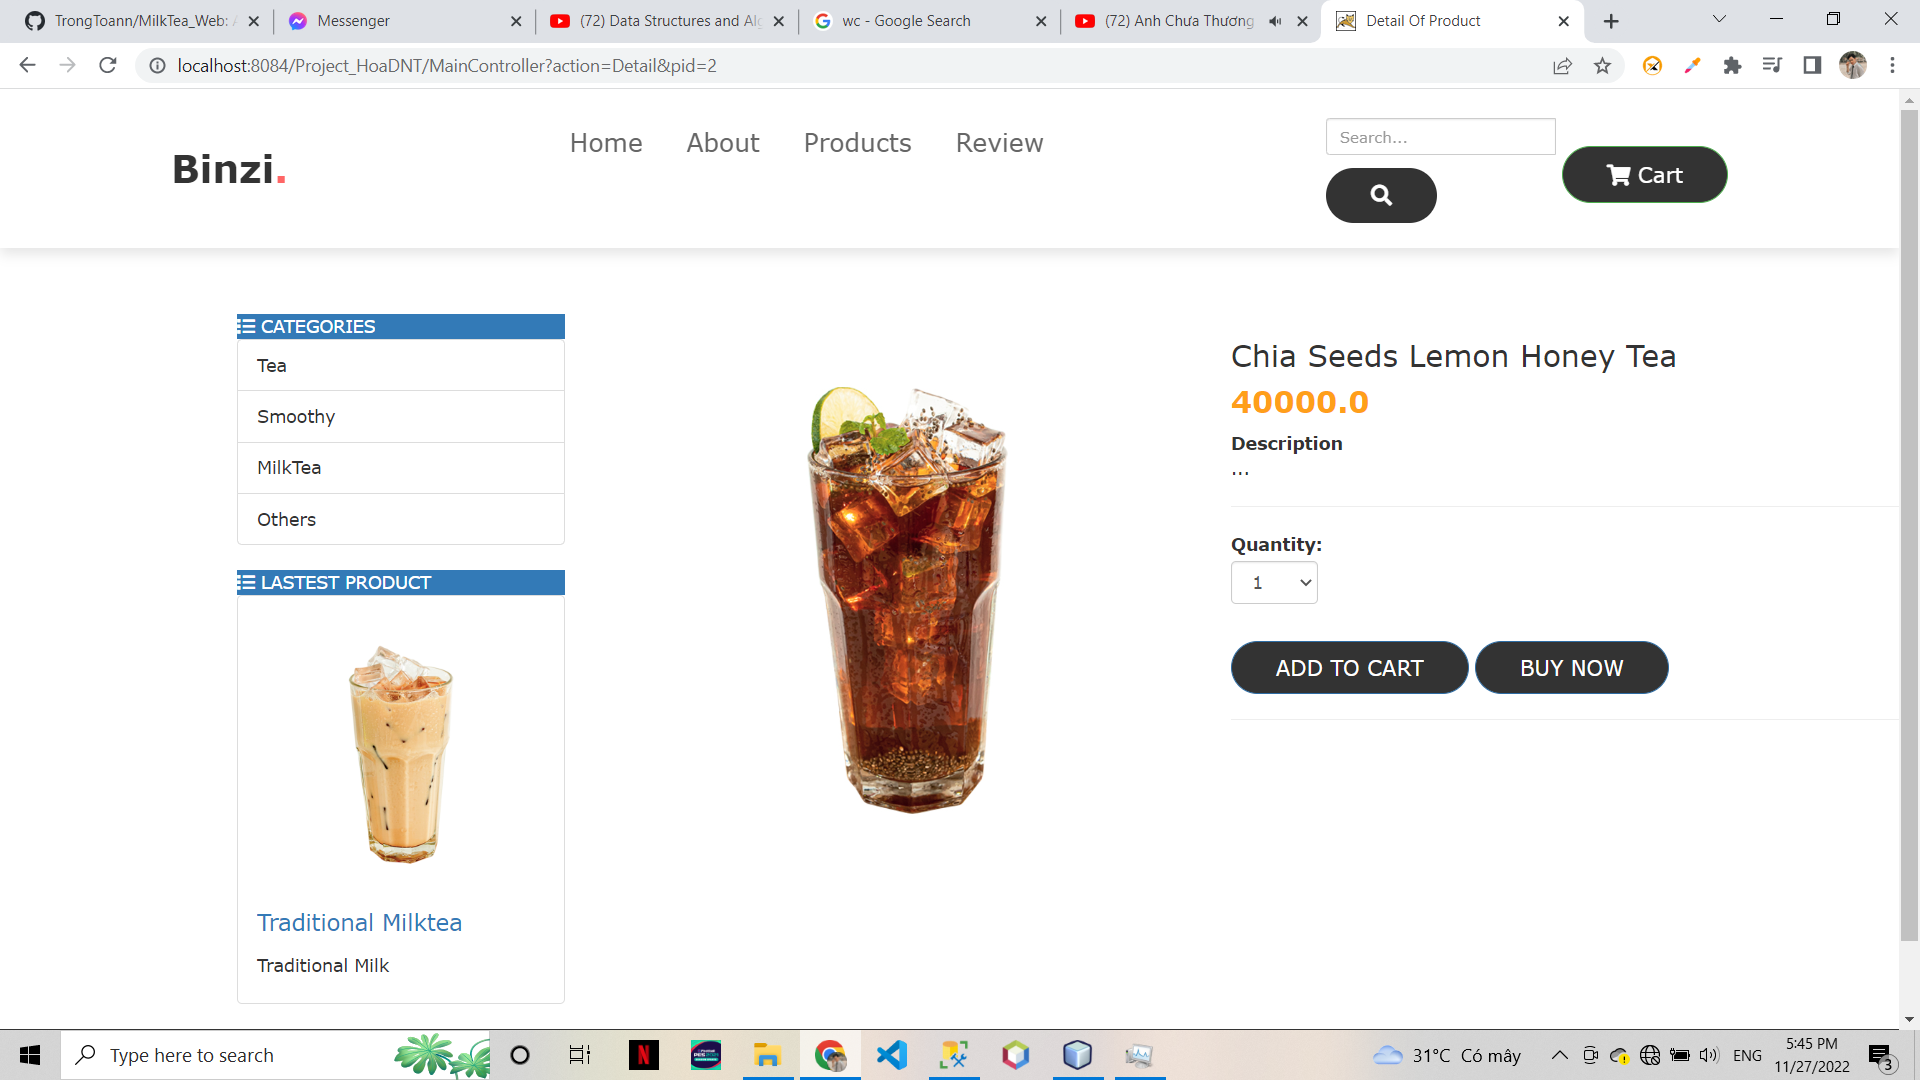 TrongToann/MilkTea_Web: A
Messenger
(72) Data Structures and Alg
wc - Google Search
(72) Anh Chưa Thương
Detail Of Product
localhost:8084/Project_HoaDNT/MainController?action=Detail&pid=2
Binzi.
Home
About
Products
Review
Search...
Cart
CATEGORIES
Tea
Smoothy
MilkTea
Others
LASTEST PRODUCT
Traditional Milktea
Traditional Milk
Chia Seeds Lemon Honey Tea
40000.0
Description
...
Quantity:
1
ADD TO CART
BUY NOW
Type here to search
31°C Có mây
ENG
5:45 PM
11/27/2022
3